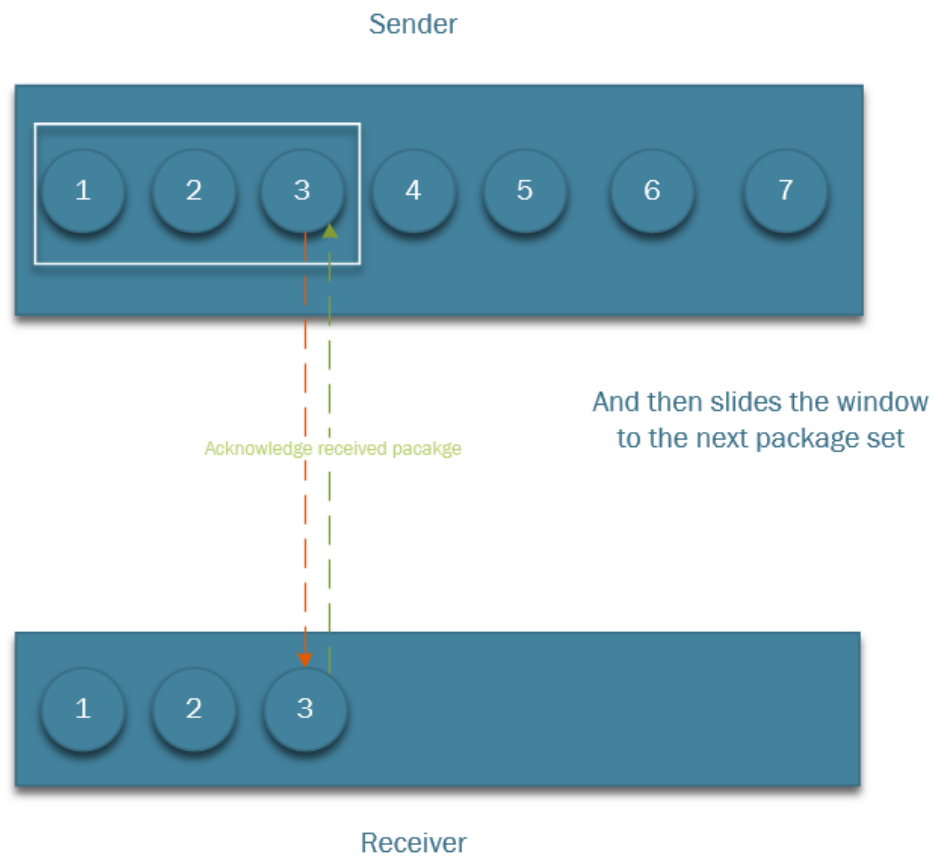 Sender
1 2 3 4 5 6 7
And then slides the window
to the next package set
Acknowledge received pacakge
1 2 3
Receiver